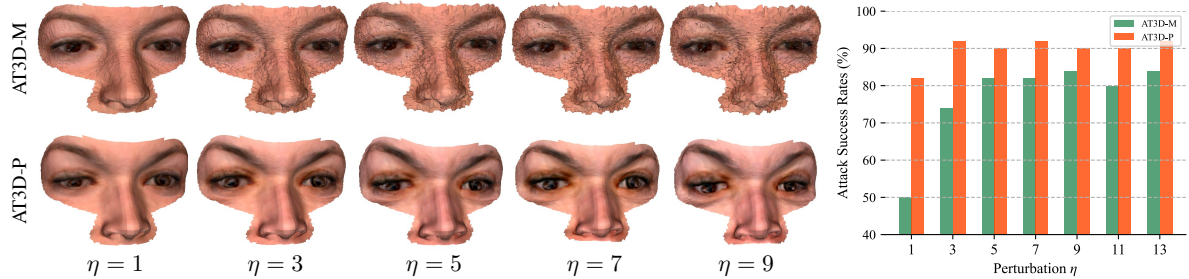 AT3D-M
AT3D-P
η = 1
η = 3
η = 5
η = 7
η = 9
Attack Success Rates (%)
100
90
80
70
60
50
40
AT3D-M
AT3D-P
1 3 5 7 9 11 13
Perturbation η